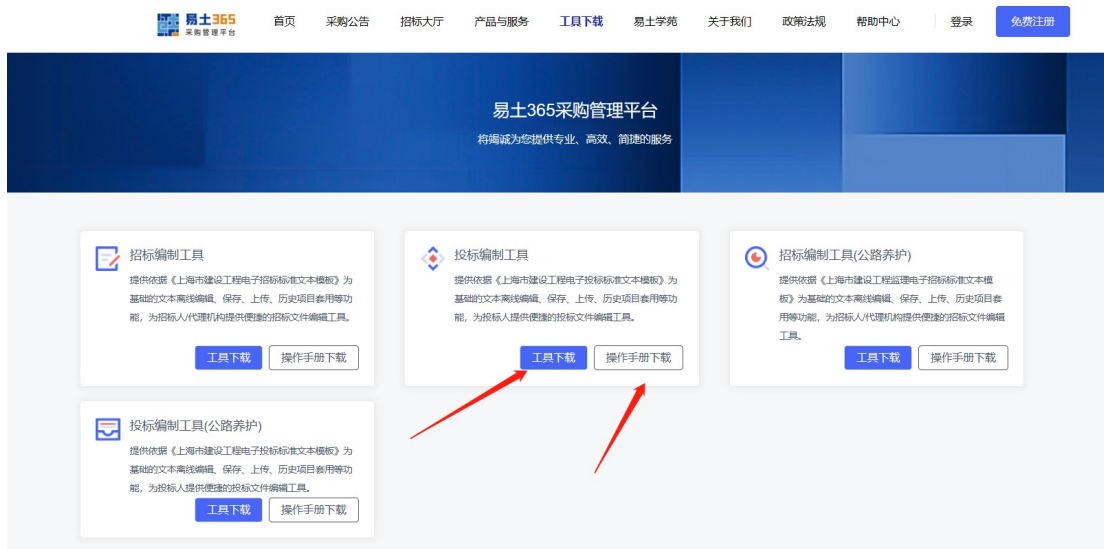 易土365
采购管理平台
首页 采购公告 招标大厅 产品与服务 工具下载 易土学苑 关于我们 政策法规 帮助中心 登录 免费注册
易土365采购管理平台
将竭诚为您提供专业、高效、简捷的服务
招标编制工具
提供依据《上海市建设工程电子招标标准文本模板》为
基础的文本离线编辑、保存、上传、历史项目套用等功
能，为招标人/代理机构提供便捷的招标文件编辑工具。
工具下载 操作手册下载
投标编制工具
提供依据《上海市建设工程电子投标标准文本模板》为
基础的文本离线编辑、保存、上传、历史项目套用等功
能，为投标人提供便捷的投标文件编辑工具。
工具下载 操作手册下载
招标编制工具(公路养护)
提供依据《上海市建设工程监理电子招标标准文本模
板》为基础的文本离线编辑、保存、上传、历史项目套
用等功能，为招标人/代理机构提供便捷的招标文件编辑
工具。
工具下载 操作手册下载
投标编制工具(公路养护)
提供依据《上海市建设工程电子投标标准文本模板》为
基础的文本离线编辑、保存、上传、历史项目套用等功
能，为投标人提供便捷的投标文件编辑工具。
工具下载 操作手册下载